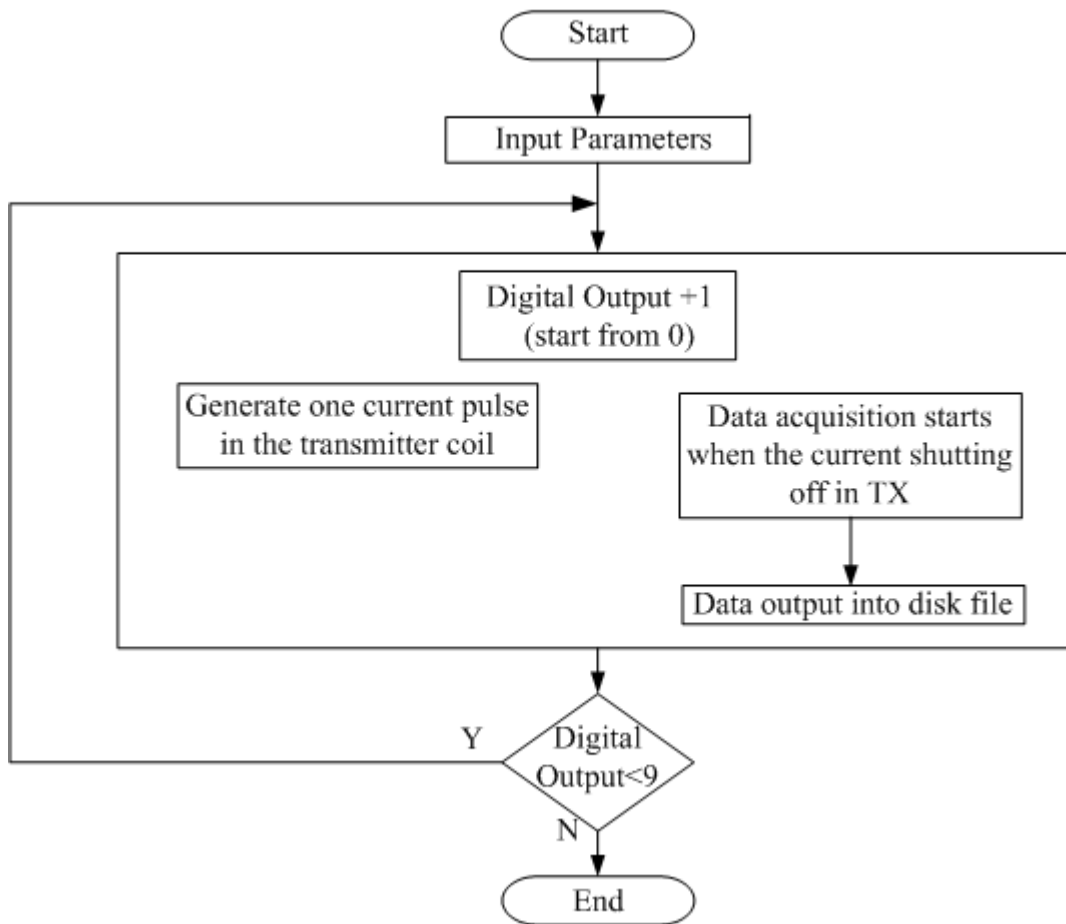 Start
Input Parameters
Digital Output +1
(start from 0)
Generate one current pulse
in the transmitter coil
Data acquisition starts
when the current shutting
off in TX
Data output into disk file
Y
Digital
Output<9
N
End